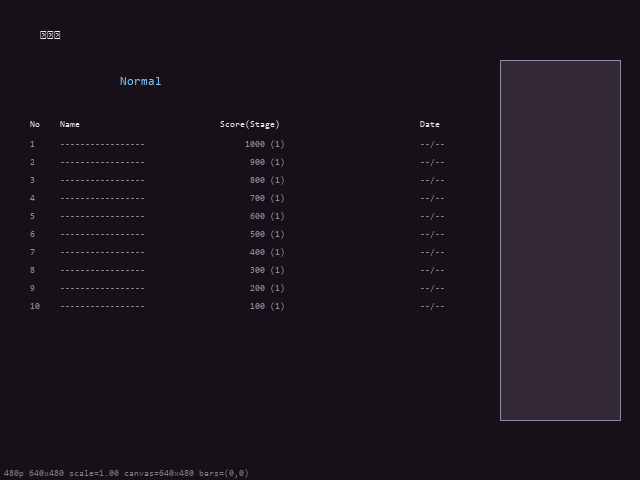 Normal
No Name Score(Stage) Date
1 ----------------- 1000 (1) --/--
2 ----------------- 900 (1) --/--
3 ----------------- 800 (1) --/--
4 ----------------- 700 (1) --/--
5 ----------------- 600 (1) --/--
6 ----------------- 500 (1) --/--
7 ----------------- 400 (1) --/--
8 ----------------- 300 (1) --/--
9 ----------------- 200 (1) --/--
10 ----------------- 100 (1) --/--
480p 640x480 scale=1.00 canvas=640x480 bars=(0,0)